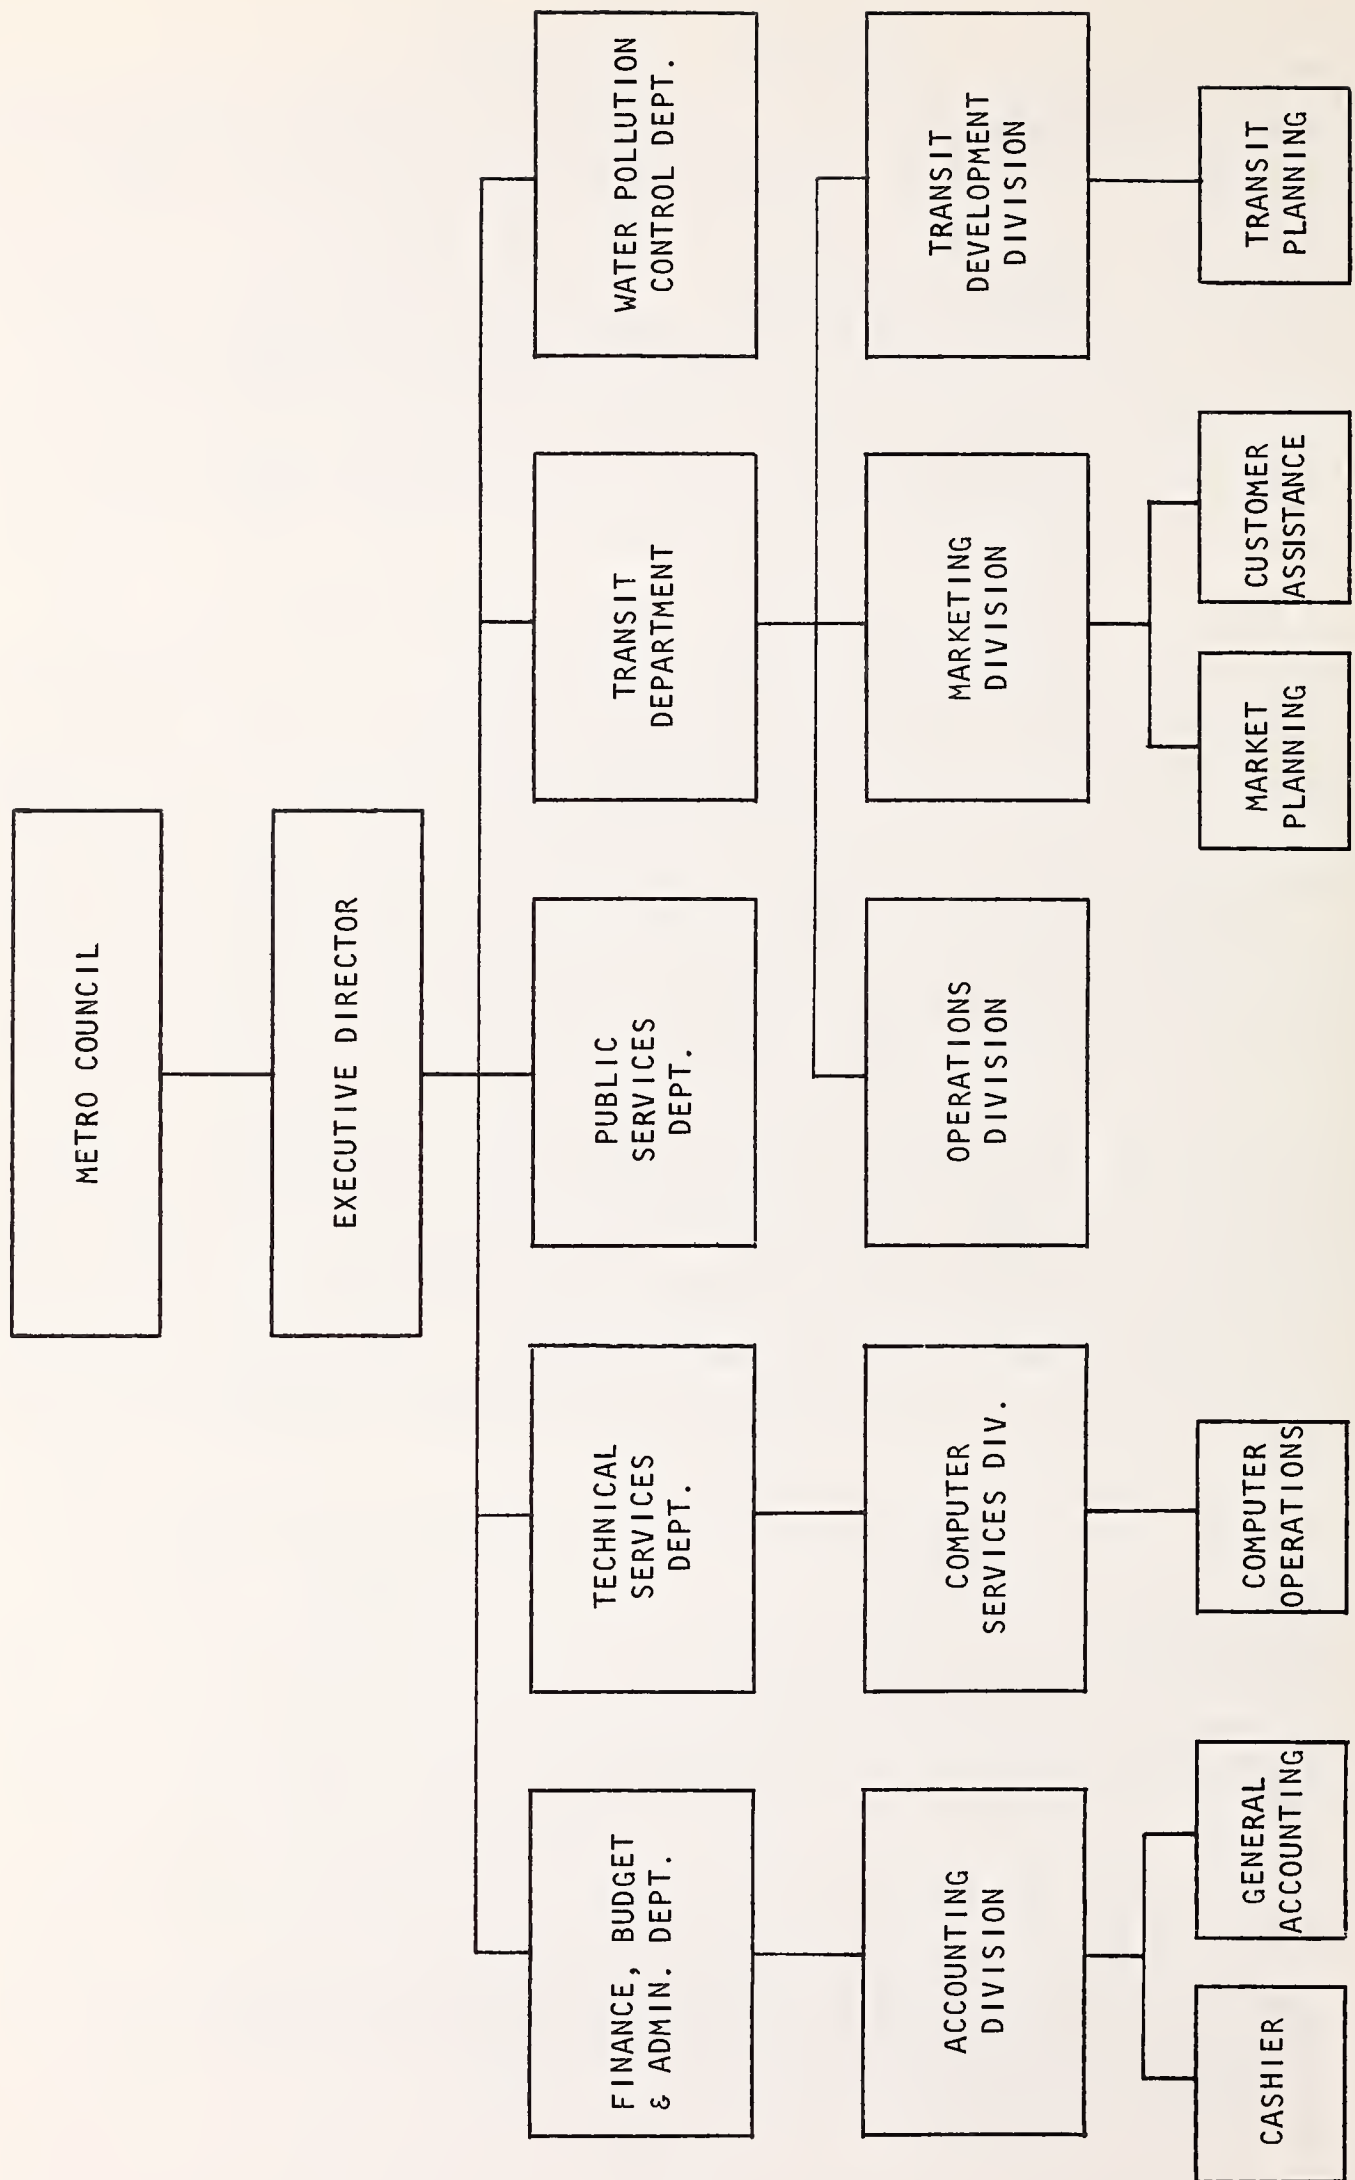 METRO COUNCIL
EXECUTIVE DIRECTOR
FINANCE, BUDGET
& ADMIN. DEPT.
TECHNICAL
SERVICES
DEPT.
PUBLIC
SERVICES
DEPT.
TRANSIT
DEPARTMENT
WATER POLLUTION
CONTROL DEPT.
ACCOUNTING
DIVISION
COMPUTER
SERVICES DIV.
OPERATIONS
DIVISION
MARKETING
DIVISION
TRANSIT
DEVELOPMENT
DIVISION
CASHIER
GENERAL
ACCOUNTING
COMPUTER
OPERATIONS
MARKET
PLANNING
CUSTOMER
ASSISTANCE
TRANSIT
PLANNING